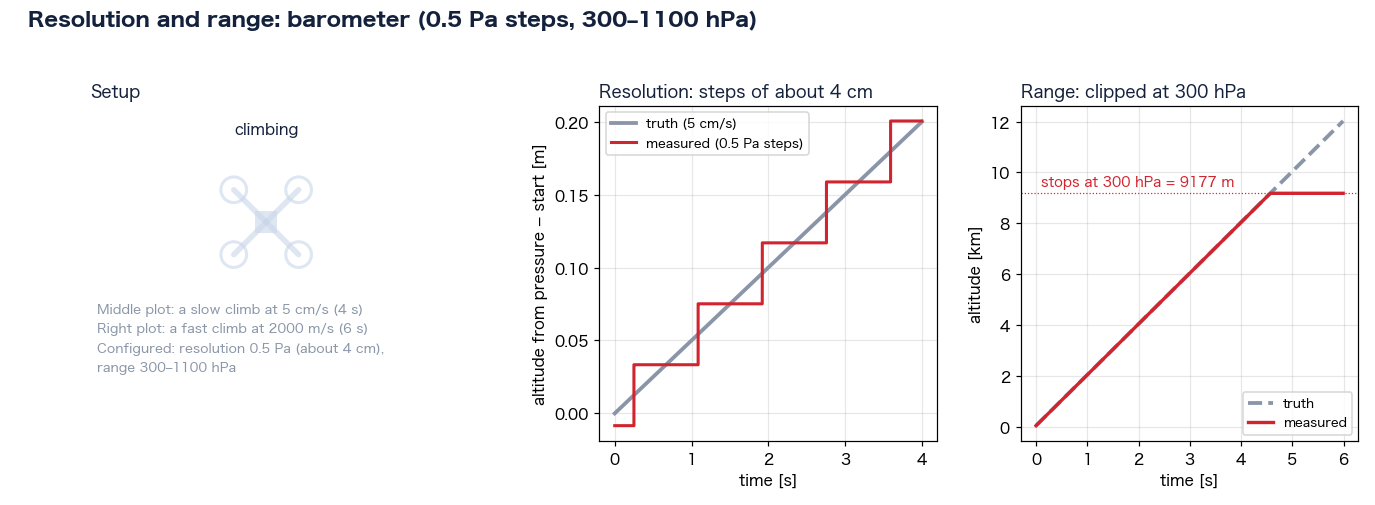 Resolution and range: barometer (0.5 Pa steps, 300–1100 hPa)
Setup
climbing
Middle plot: a slow climb at 5 cm/s (4 s)
Right plot: a fast climb at 2000 m/s (6 s)
Configured: resolution 0.5 Pa (about 4 cm),
range 300–1100 hPa
Resolution: steps of about 4 cm
truth (5 cm/s)
measured (0.5 Pa steps)
altitude from pressure − start [m]
0.20
0.15
0.10
0.05
0.00
0 1 2 3 4
time [s]
Range: clipped at 300 hPa
stops at 300 hPa = 9177 m
altitude [km]
12
10
8
6
4
2
0
truth
measured
0 1 2 3 4 5 6
time [s]